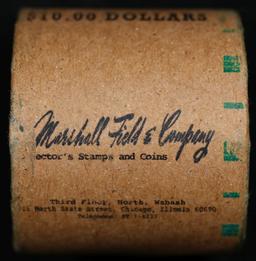 $10.00 DOLLARS
Marshall Field & Company
ector's Stamps and Coins
Third Floor, North, Wabash
North State Street, Chicago, Illinois 60690
Telephone: